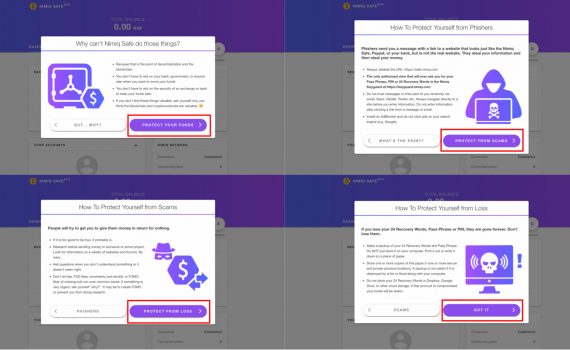 NIMIQ SAFE BETA
TOTAL BALANCE
0.00 NIM
Why can't Nimiq Safe do those things?
Because that is the point of decentralization and the
blockchain.
You don't have to rely on your bank, government, or anyone
else when you want to move your funds.
You don't have to rely on the security of an exchange or bank
to keep your funds safe.
If you don't find these things valuable, ask yourself why you
think the blockchain and cryptocurrencies are valuable.
BUT... WHY?
PROTECT YOUR FUNDS
YOUR ACCOUNTS
NIMIQ NETWORK
Consensus
Established
Connected
peers
NIMIQ SAFE BETA
How To Protect Yourself from Phishers
Phishers send you a message with a link to a website that looks just like the Nimiq
Safe, Paypal, or your bank, but is not the real website. They steal your information and
then steal your money.
Always validate the URL: https://safe.nimiq.com
The only authorized view that will ever ask you for your
Pass Phrase, PIN or 24 Recovery Words is the Nimiq
Keyguard at https://keyguard.nimiq.com
Do not trust messages or links sent to you randomly via
email, Slack, Reddit, Twitter, etc. Always navigate directly to a
site before you enter information. Do not enter information
after clicking a link from a message or email.
Install an AdBlocker and do not click ads on your search
engine (e.g. Google).
WHAT'S THE POINT?
PROTECT FROM SCAMS
Consensus
Established
Connected
peers
NIMIQ SAFE BETA
TOTAL BALANCE
How To Protect Yourself from Scams
People will try to get you to give them money in return for nothing.
If it is too good to be true, it probably is.
Research before sending money to someone or some project.
Look for information on a variety of websites and forums. Be
wary.
Ask questions when you don't understand something or it
doesn't seem right.
Don't let fear, FUD (fear, uncertainty and doubt), or FOMO
(fear of missing out) win over common sense. If something is
very urgent, ask yourself "why?". It may be to create FOMO
or prevent you from doing research.
PHISHERS
PROTECT FROM LOSS
Consensus
Established
Connected
peers
NIMIQ SAFE BETA
TOTAL BALANCE
How To Protect Yourself from Loss
If you lose your 24 Recovery Words, Pass Phrase or PIN, they are gone forever. Don't
lose them.
Make a backup of your 24 Recovery Words and Pass Phrase.
Do NOT just store it on your computer. Print it out or write it
down on a piece of paper.
Store one or more copies of this paper in one or more secure
and private physical locations. A backup is not useful if it is
destroyed by a fire or flood along with your computer.
Do not store your 24 Recovery Words in Dropbox, Google
Drive, or other cloud storage. If that account is compromised,
your funds will be stolen.
SCAMS
GOT IT
Consensus
Established
Connected
peers